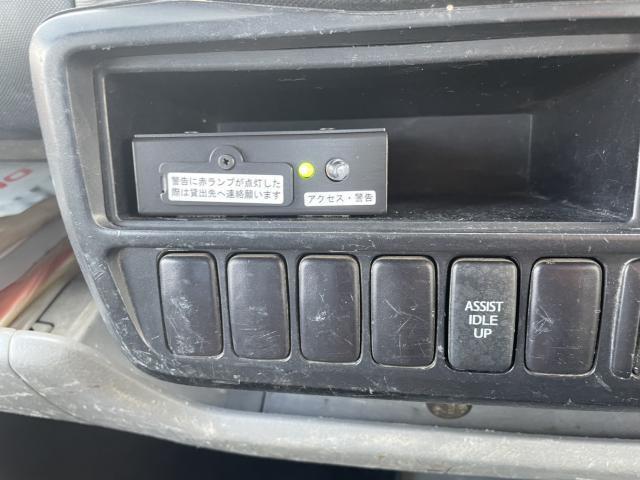 警告に赤ランプが点灯した
際は貸出先へ連絡願います
アクセス・警告
ASSIST
IDLE
UP